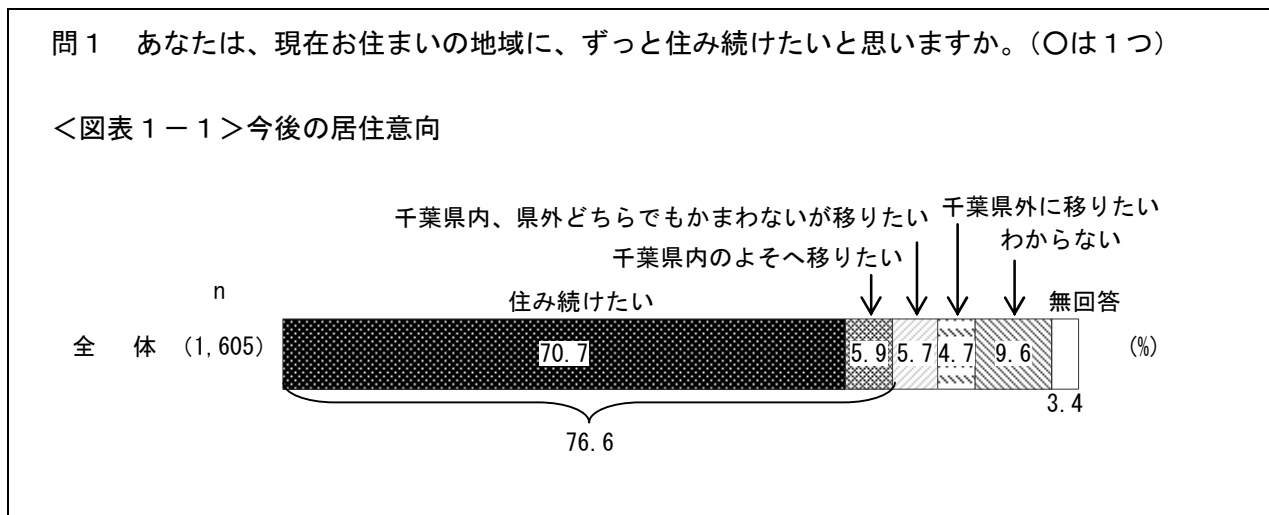 問１　あなたは、現在お住まいの地域に、ずっと住み続けたいと思いますか。（〇は１つ）
＜図表１－１＞今後の居住意向
千葉県内、県外どちらでもかまわないが移りたい
千葉県外に移りたい
千葉県内のよそへ移りたい
わからない
n
住み続けたい
無回答
全　体 (1,605)
70.7
5.9
5.7
4.7
9.6
(%)
3.4
76.6